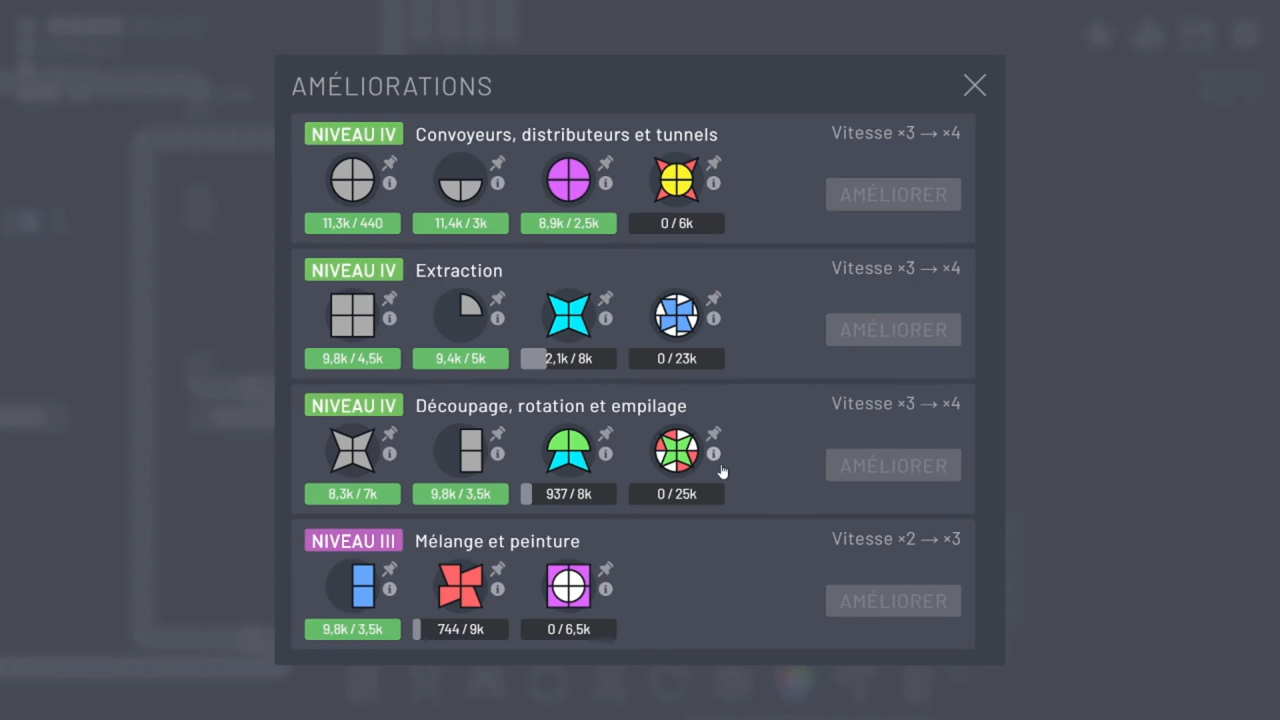 AMÉLIORATIONS
NIVEAU IV Convoyeurs, distributeurs et tunnels Vitesse ×3 → ×4
AMÉLIORER
11,3k / 440 11,4k / 3k 8,9k / 2,5k 0 / 6k
NIVEAU IV Extraction Vitesse ×3 → ×4
AMÉLIORER
9,8k / 4,5k 9,4k / 5k 2,1k / 8k 0 / 23k
NIVEAU IV Découpage, rotation et empilage Vitesse ×3 → ×4
AMÉLIORER
8,3k / 7k 9,8k / 3,5k 937 / 8k 0 / 25k
NIVEAU III Mélange et peinture Vitesse ×2 → ×3
AMÉLIORER
9,8k / 3,5k 744 / 9k 0 / 6,5k